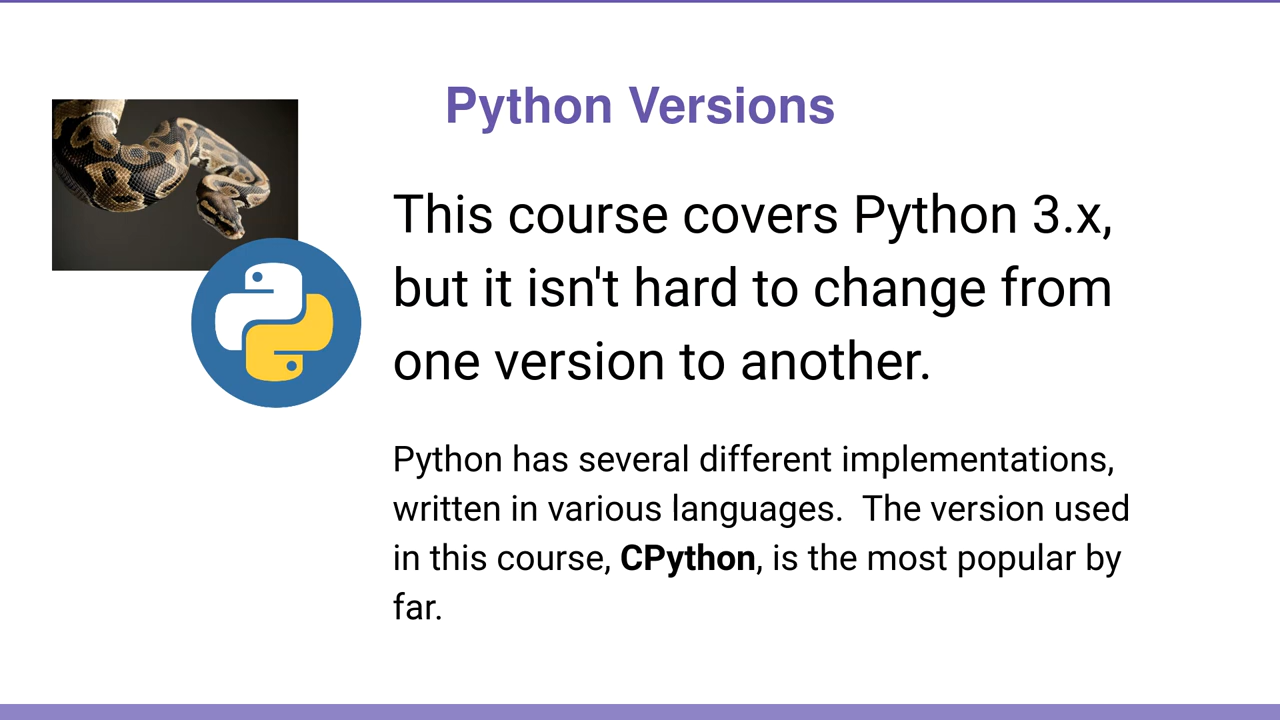 Python Versions
This course covers Python 3.x,
but it isn't hard to change from
one version to another.
Python has several different implementations,
written in various languages.  The version used
in this course, CPython, is the most popular by
far.